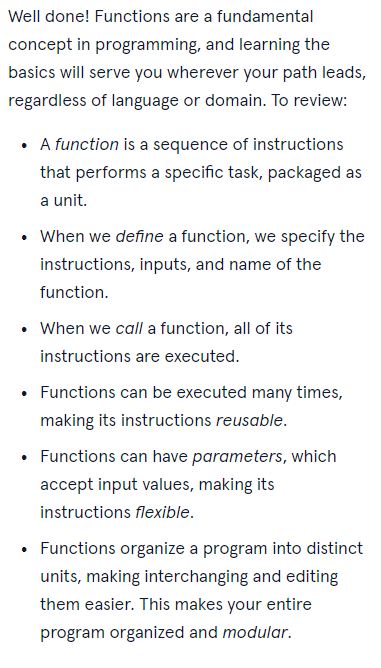 Well done! Functions are a fundamental
concept in programming, and learning the
basics will serve you wherever your path leads,
regardless of language or domain. To review:
• A function is a sequence of instructions
that performs a specific task, packaged as
a unit.
• When we define a function, we specify the
instructions, inputs, and name of the
function.
• When we call a function, all of its
instructions are executed.
• Functions can be executed many times,
making its instructions reusable.
• Functions can have parameters, which
accept input values, making its
instructions flexible.
• Functions organize a program into distinct
units, making interchanging and editing
them easier. This makes your entire
program organized and modular.